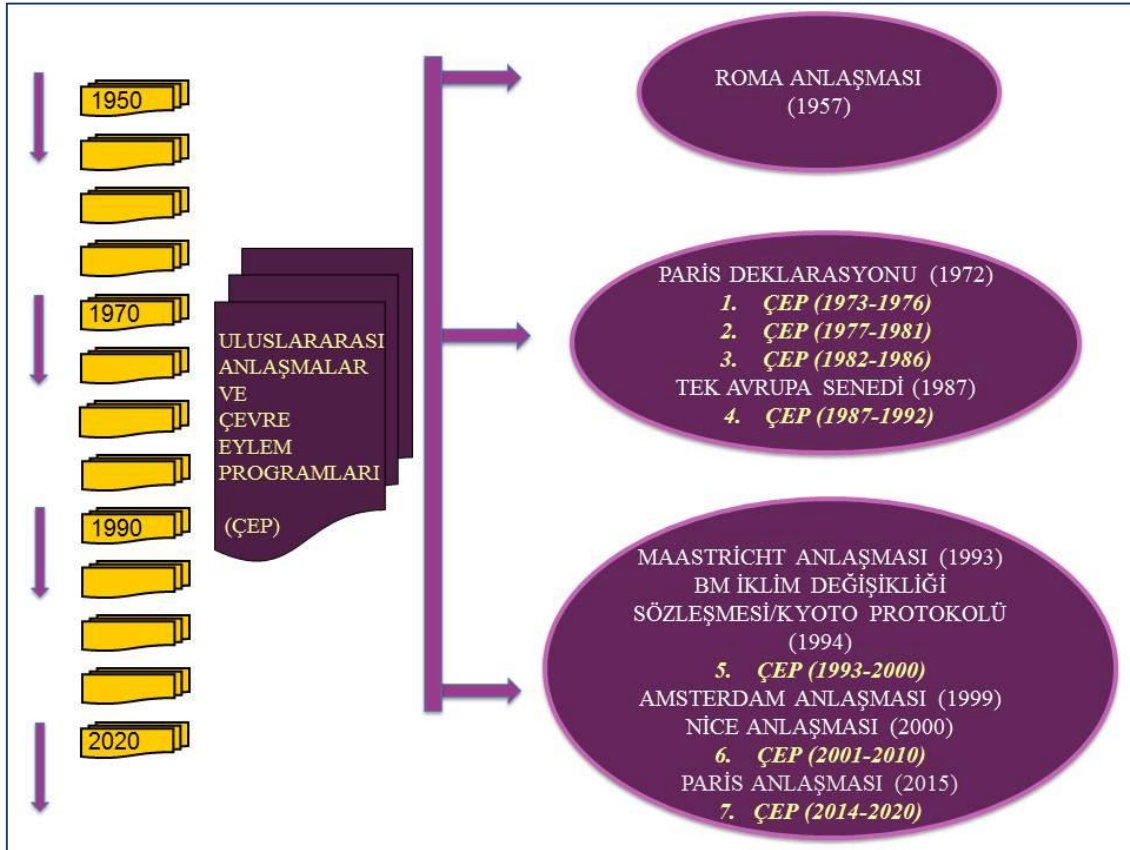 1950
1970
1990
2020
ULUSLARARASI
ANLAŞMALAR
VE
ÇEVRE
EYLEM
PROGRAMLARI
(ÇEP)
ROMA ANLAŞMASI
(1957)
PARİS DEKLARASYONU (1972)
1. ÇEP (1973-1976)
2. ÇEP (1977-1981)
3. ÇEP (1982-1986)
TEK AVRUPA SENEDİ (1987)
4. ÇEP (1987-1992)
MAASTRİCHT ANLAŞMASI (1993)
BM İKLİM DEĞİŞİKLİĞİ
SÖZLEŞMESİ/KYOTO PROTOKOLÜ
(1994)
5. ÇEP (1993-2000)
AMSTERDAM ANLAŞMASI (1999)
NİCE ANLAŞMASI (2000)
6. ÇEP (2001-2010)
PARİS ANLAŞMASI (2015)
7. ÇEP (2014-2020)